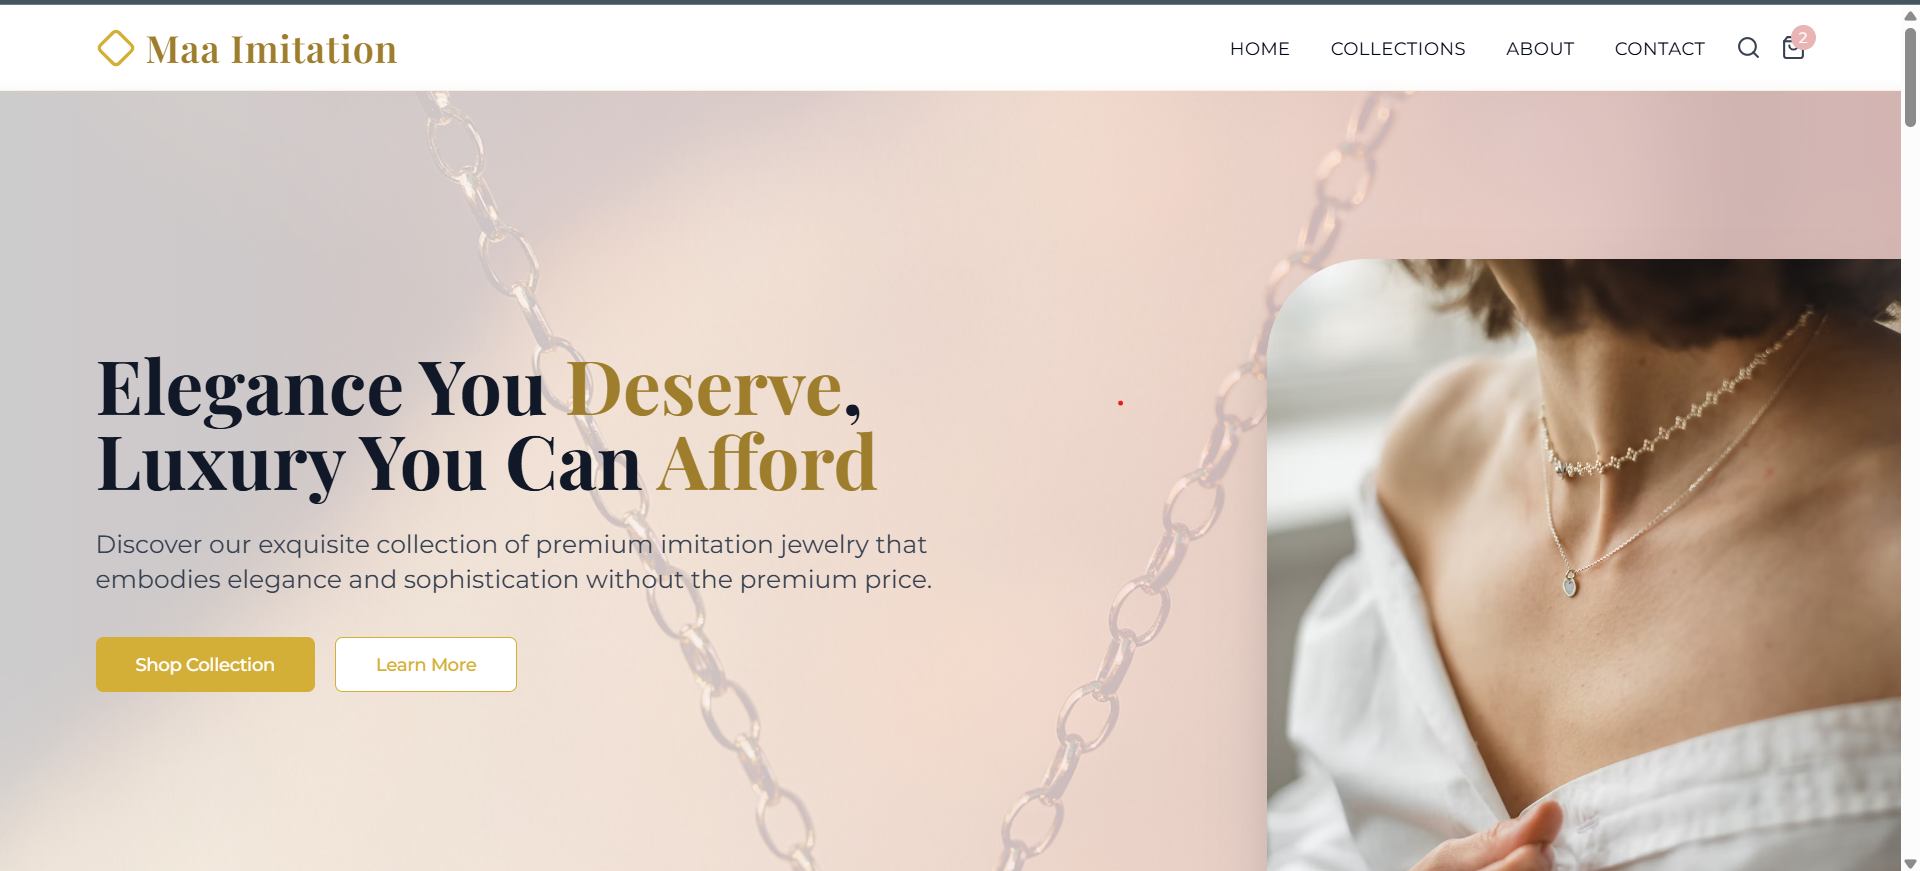 Maa Imitation
HOME COLLECTIONS ABOUT CONTACT 2
Elegance You Deserve,
Luxury You Can Afford
Discover our exquisite collection of premium imitation jewelry that
embodies elegance and sophistication without the premium price.
Shop Collection Learn More